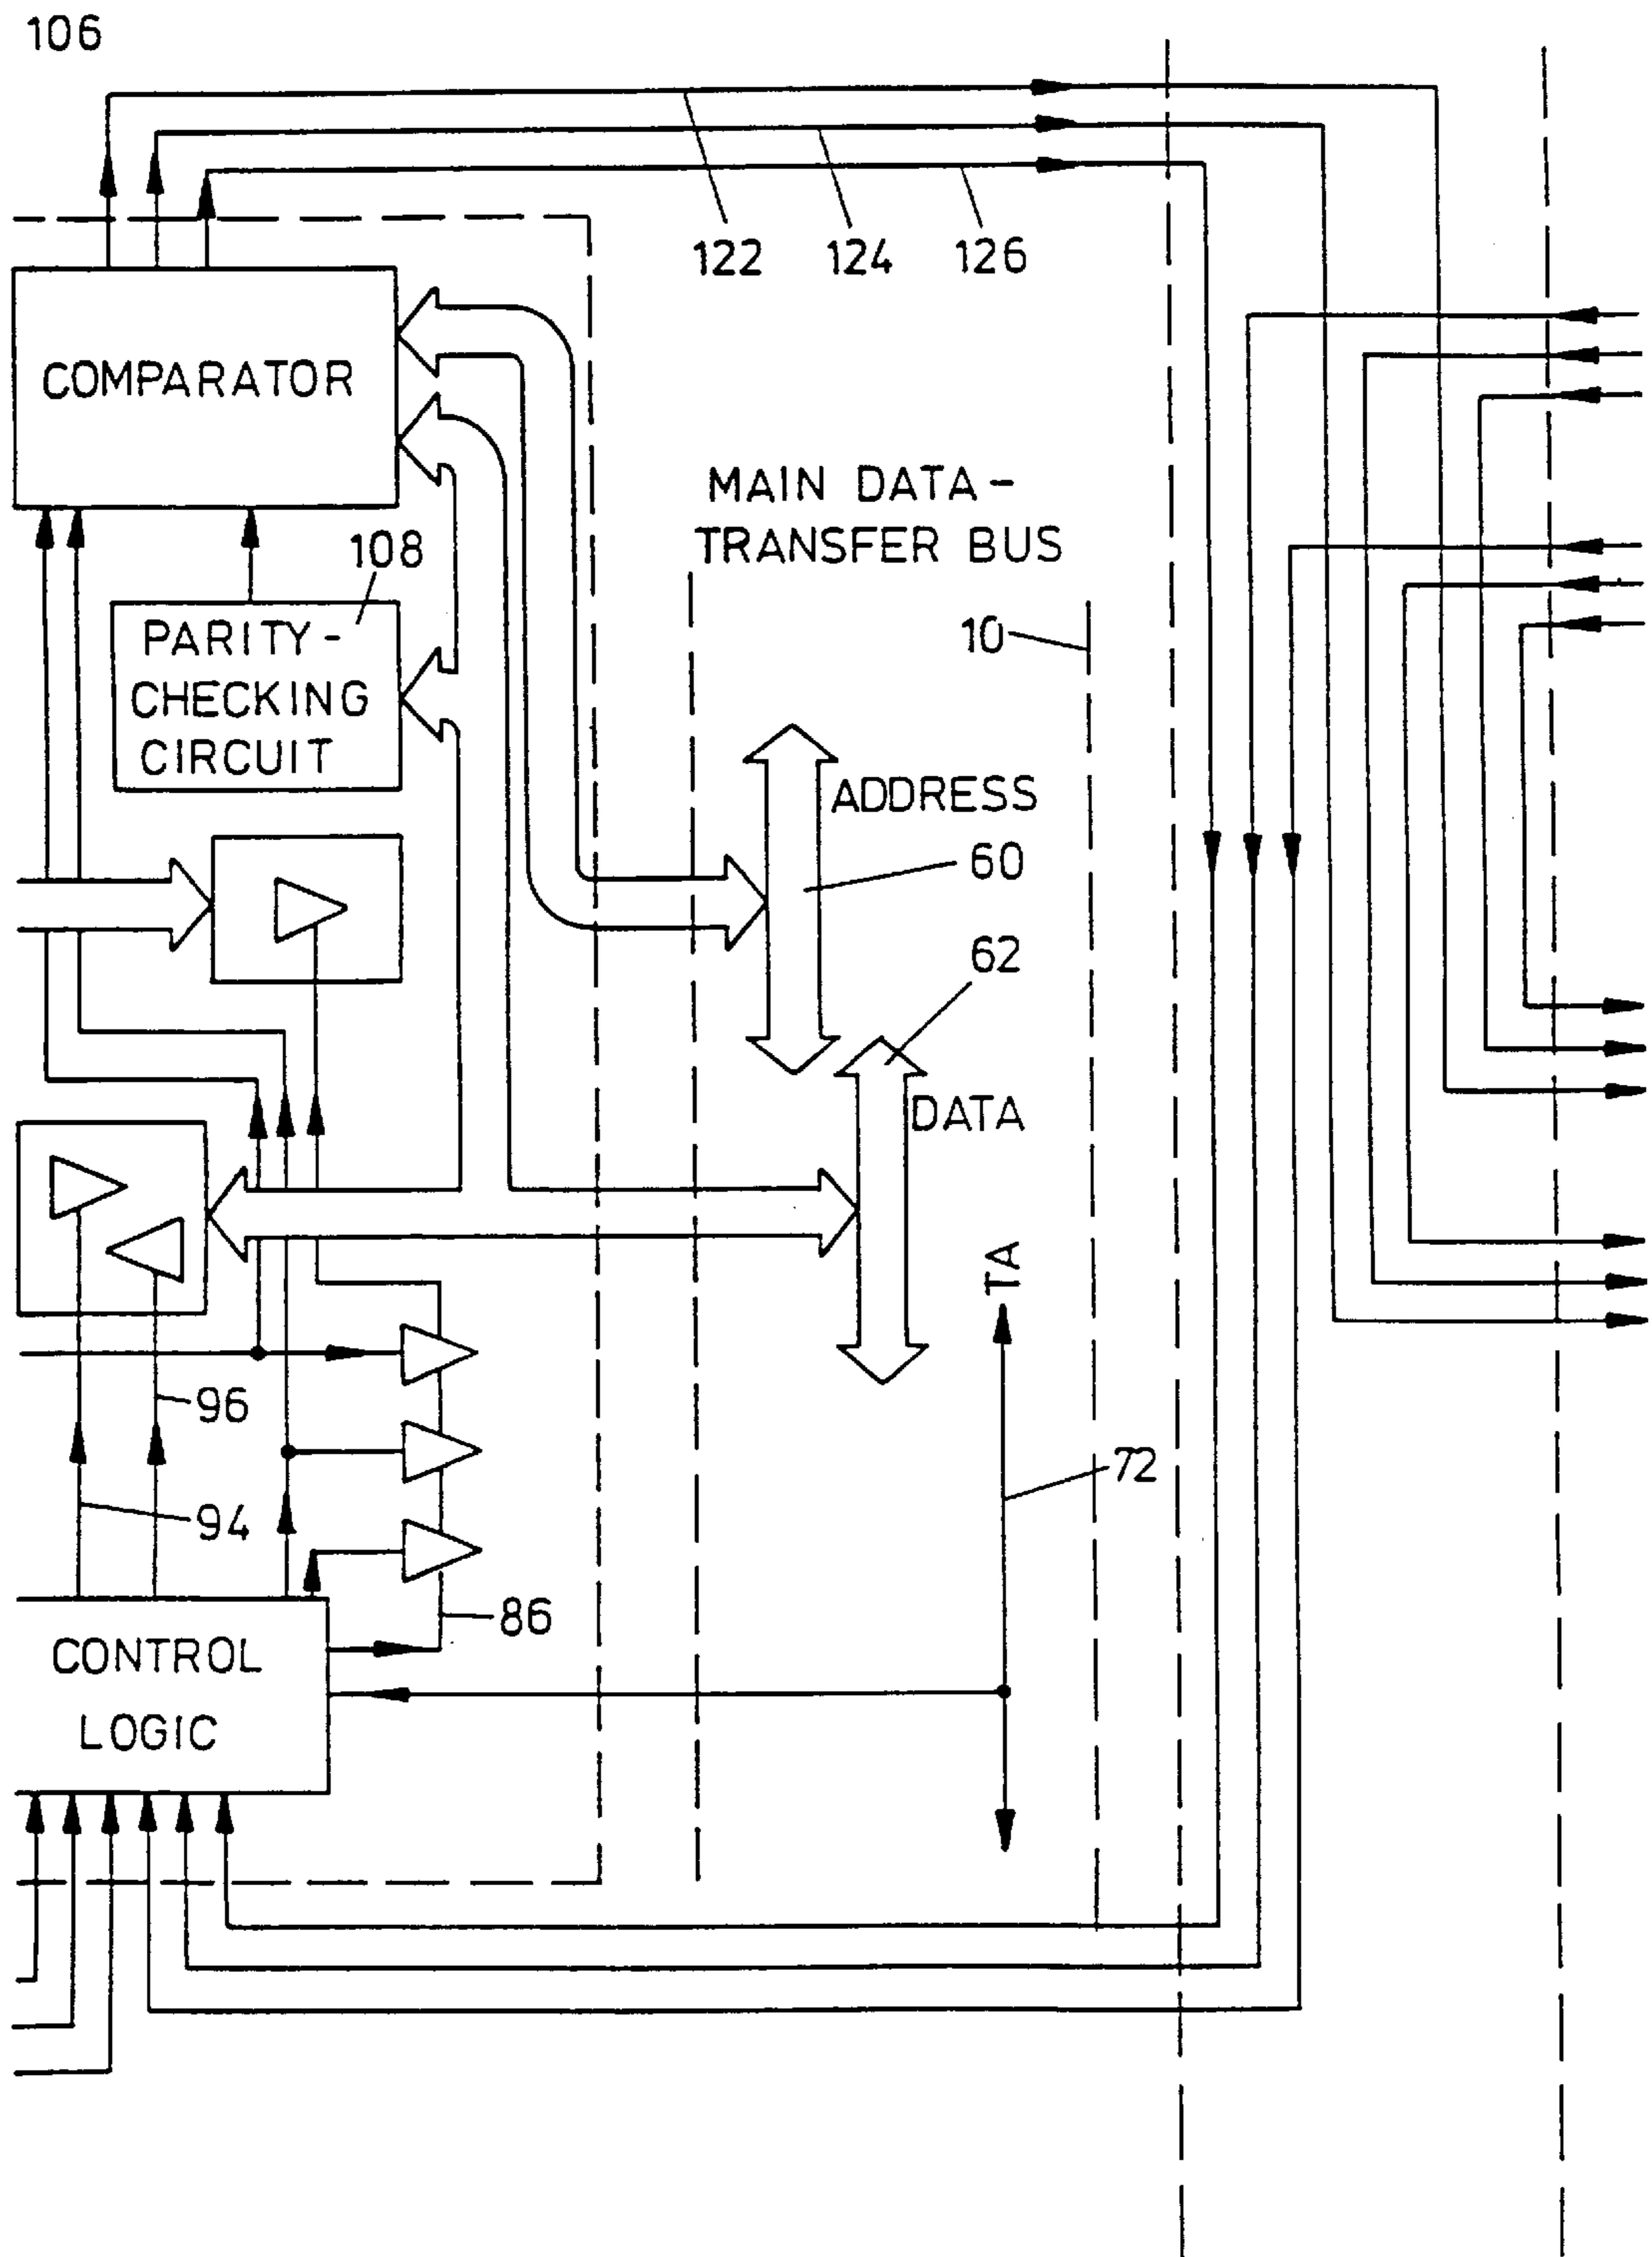 106
122
124
126
COMPARATOR
MAIN DATA-
TRANSFER BUS
108
PARITY-
CHECKING
CIRCUIT
10
ADDRESS
60
62
DATA
TA
96
72
94
86
CONTROL
LOGIC